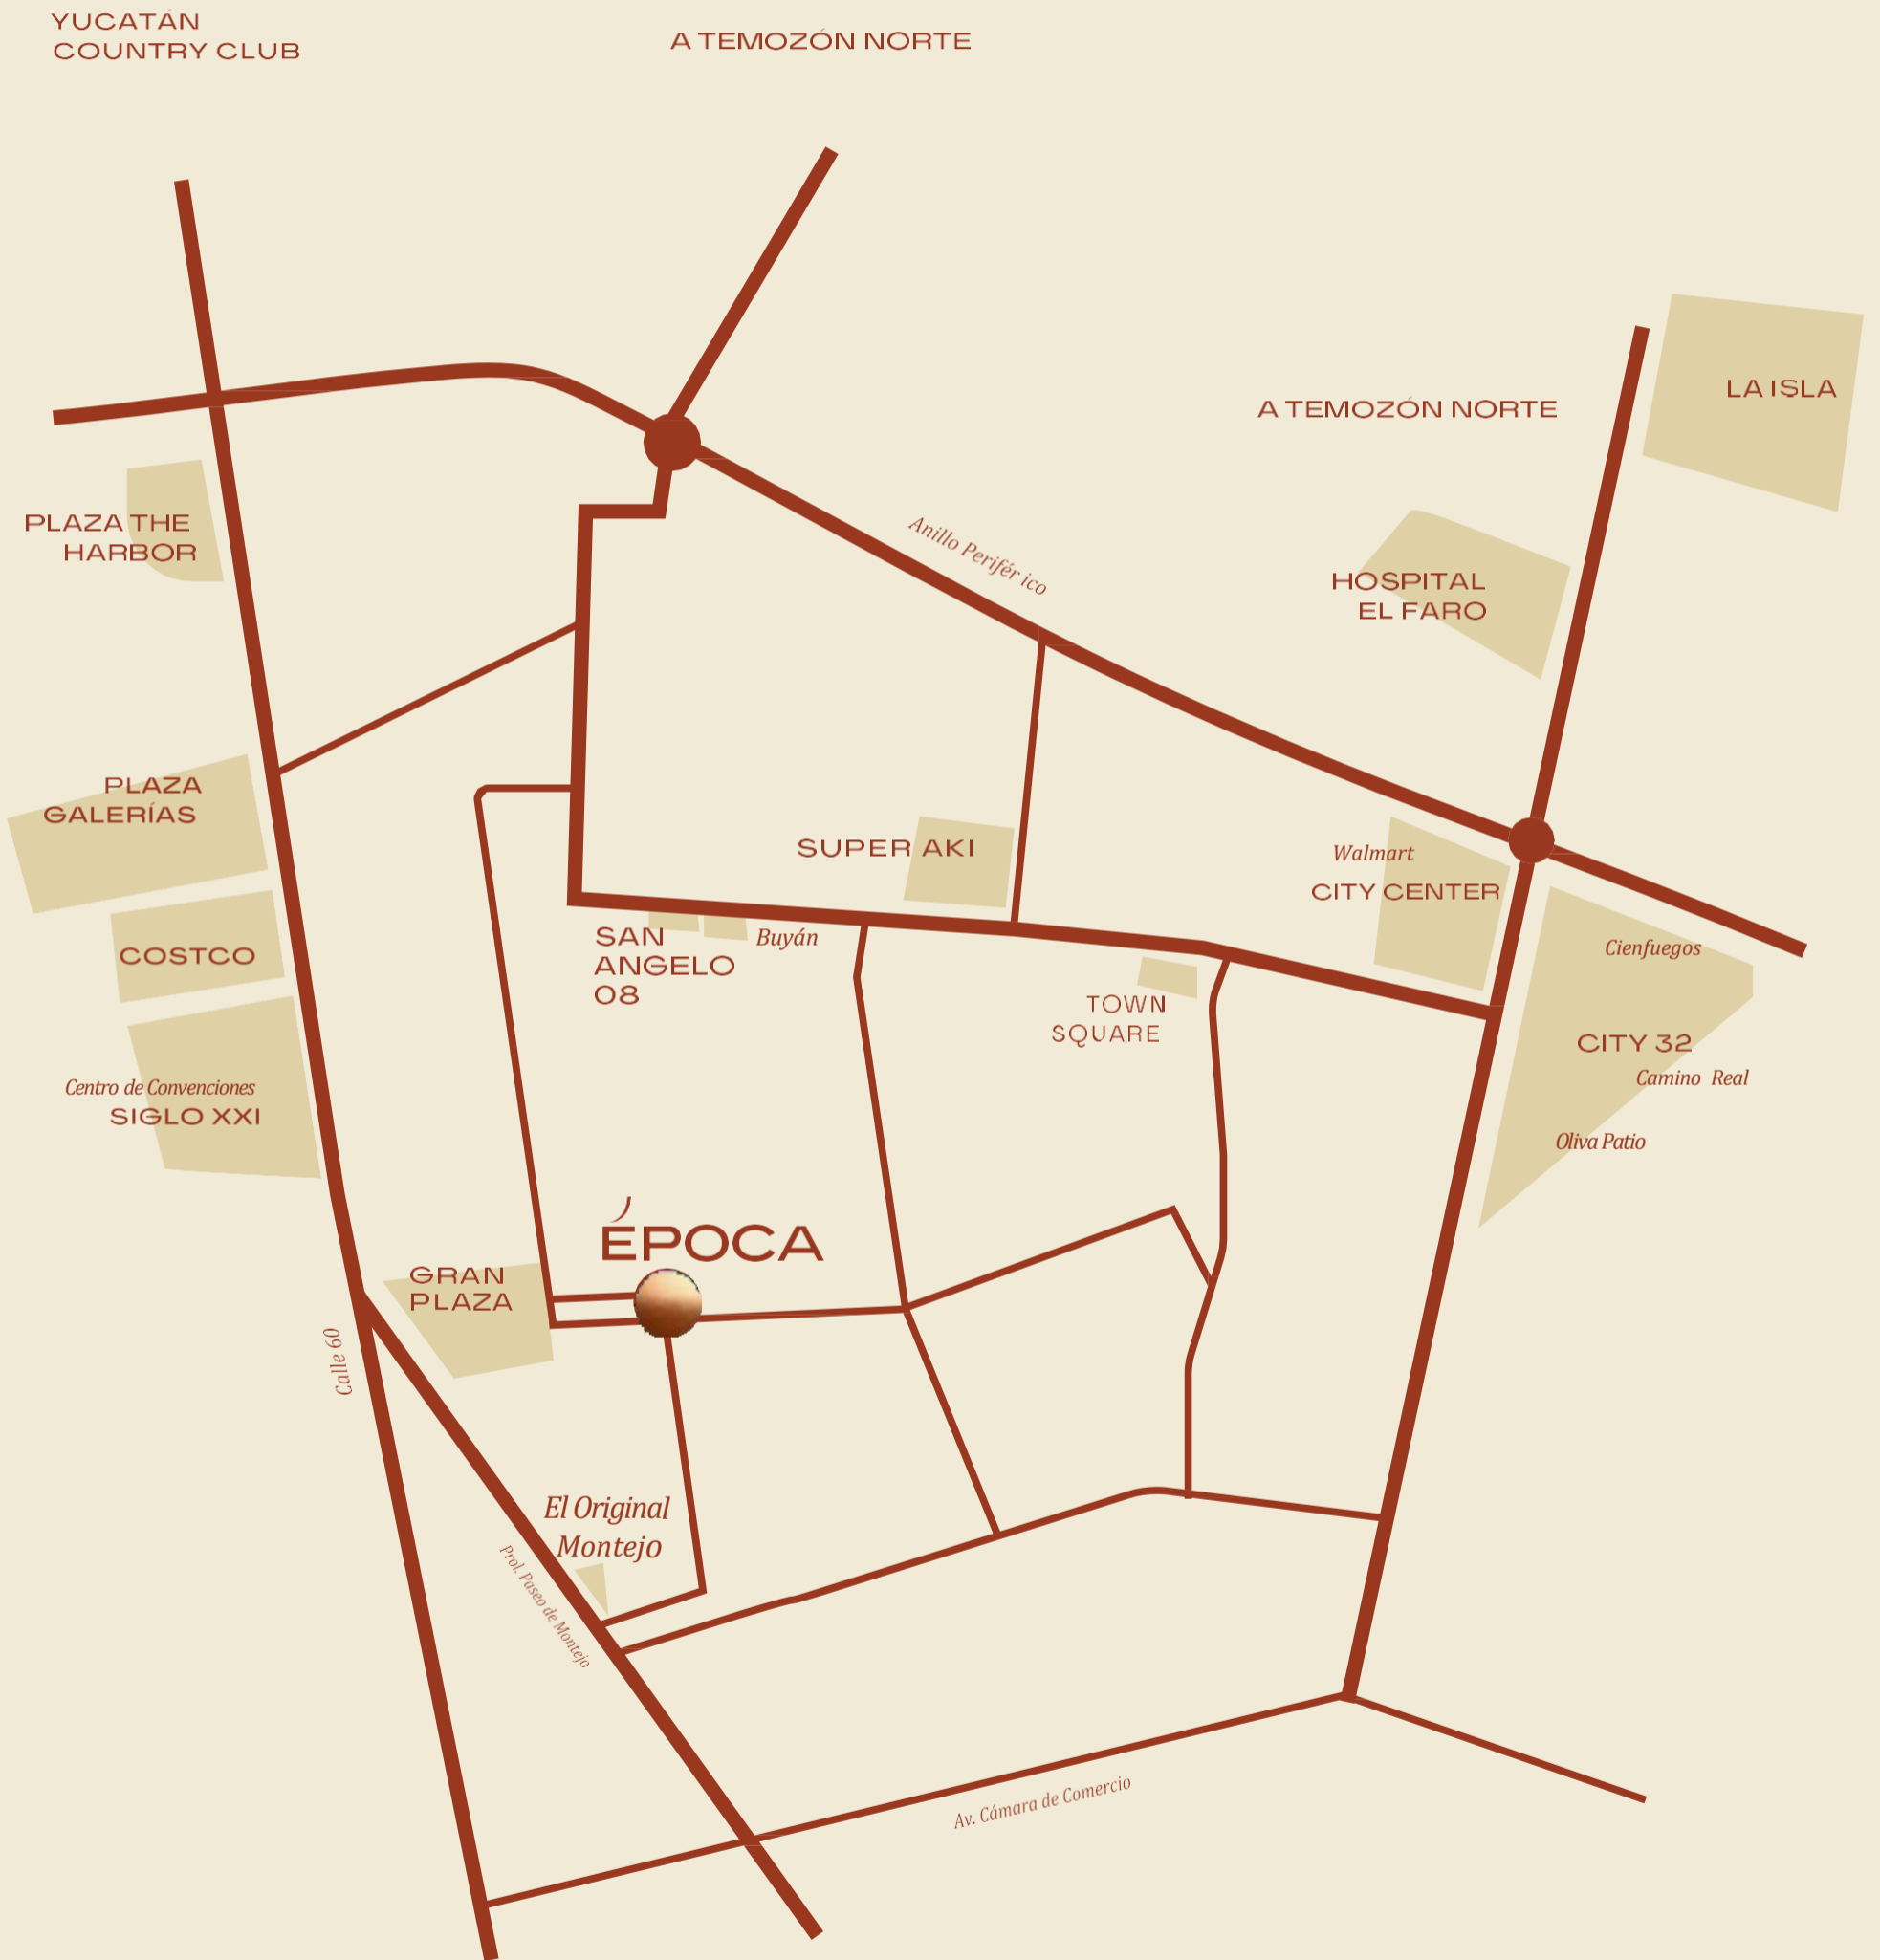 YUCATÁN
COUNTRY CLUB
A TEMOZÓN NORTE
LA ISLA
A TEMOZÓN NORTE
PLAZA THE
HARBOR
Anillo Periférico
HOSPITAL
EL FARO
PLAZA
GALERÍAS
SUPER AKI
Walmart
CITY CENTER
COSTCO
SAN
ANGELO
08
Buyán
Cienfuegos
TOWN
SQUARE
CITY 32
Camino Real
Centro de Convenciones
SIGLO XXI
Oliva Patio
ÉPOCA
GRAN
PLAZA
Calle 60
El Original
Montejo
Prol. Paseo de Montejo
Av. Cámara de Comercio